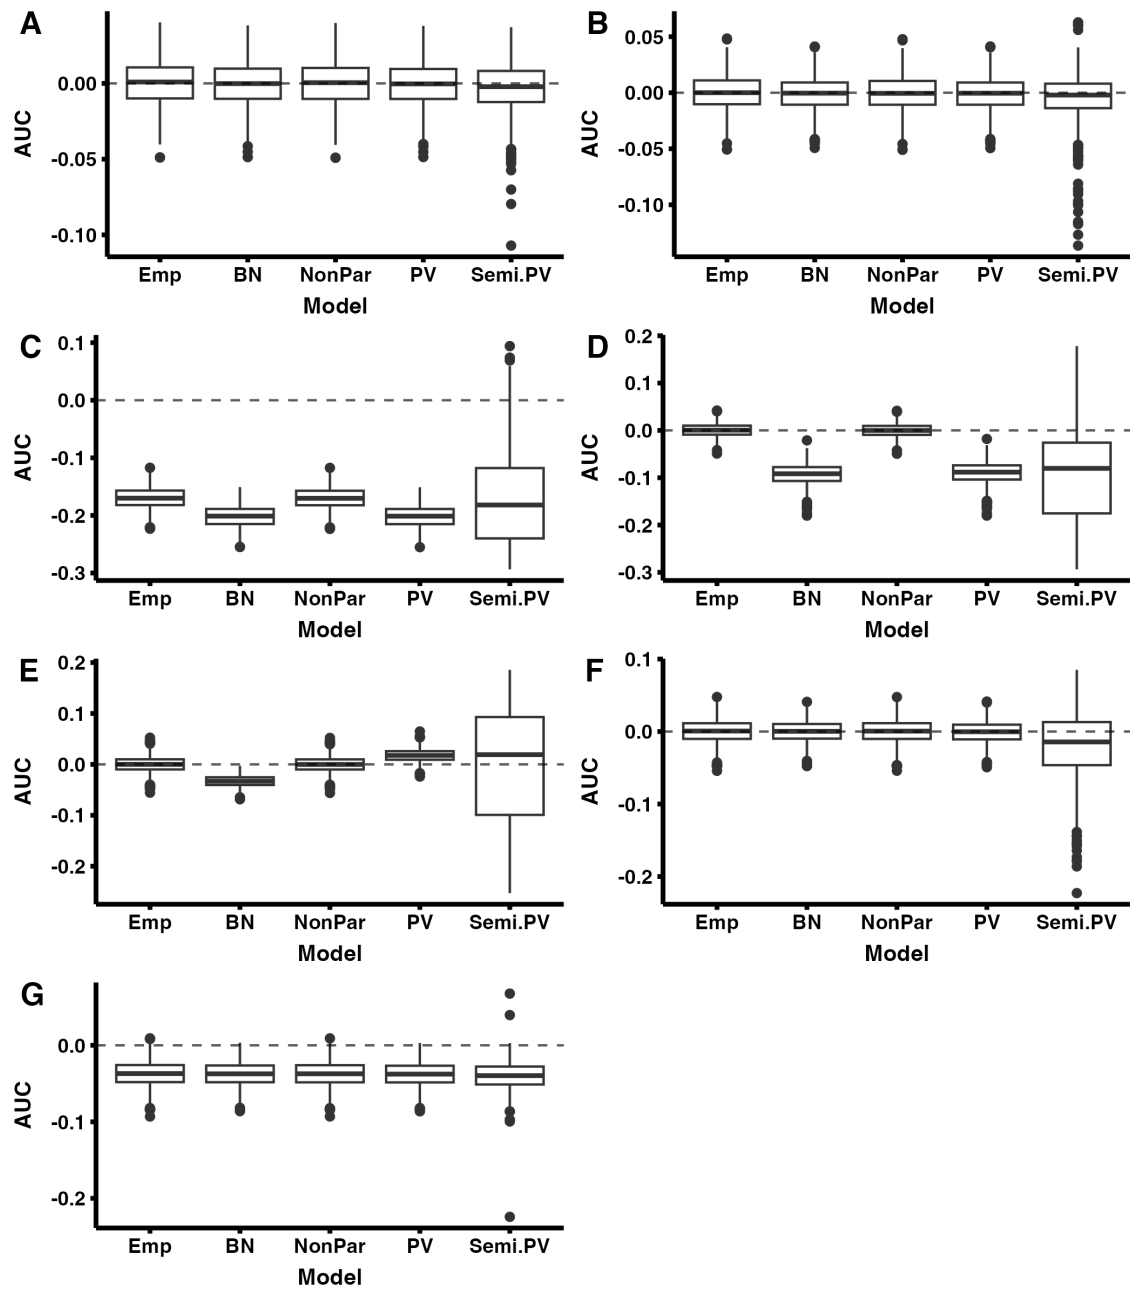 A
AUC
0.00
-0.05
-0.10
Emp BN NonPar PV Semi.PV
Model
B
AUC
0.05
0.00
-0.05
-0.10
Emp BN NonPar PV Semi.PV
Model
C
AUC
0.1
0.0
-0.1
-0.2
-0.3
Emp BN NonPar PV Semi.PV
Model
D
AUC
0.2
0.1
0.0
-0.1
-0.2
-0.3
Emp BN NonPar PV Semi.PV
Model
E
AUC
0.2
0.1
0.0
-0.1
-0.2
Emp BN NonPar PV Semi.PV
Model
F
AUC
0.1
0.0
-0.1
-0.2
Emp BN NonPar PV Semi.PV
Model
G
AUC
0.0
-0.1
-0.2
Emp BN NonPar PV Semi.PV
Model